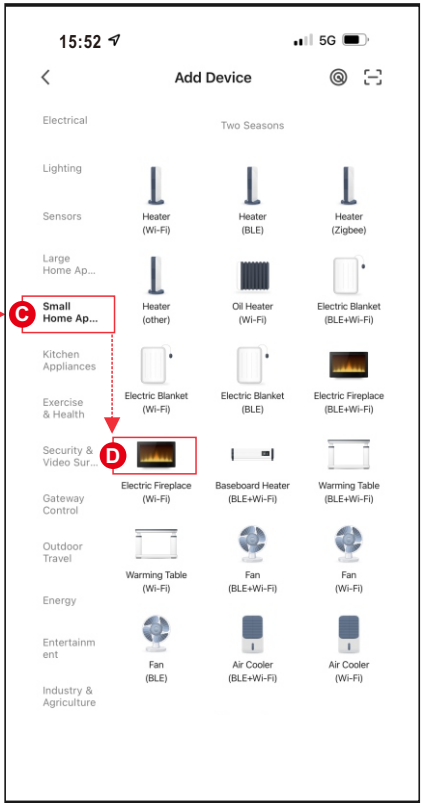 15:52
5G
Add Device
Electrical
Lighting
Sensors
Large
Home Ap...
C
Small
Home Ap...
Kitchen
Appliances
Exercise
& Health
Security &
Video Sur...
Gateway
Control
Outdoor
Travel
Energy
Entertainm
ent
Industry &
Agriculture
Two Seasons
Heater
(Wi-Fi)
Heater
(BLE)
Heater
(Zigbee)
Heater
(other)
Oil Heater
(Wi-Fi)
Electric Blanket
(BLE+Wi-Fi)
Electric Blanket
(Wi-Fi)
Electric Blanket
(BLE)
Electric Fireplace
(BLE+Wi-Fi)
D
Electric Fireplace
(Wi-Fi)
Baseboard Heater
(BLE+Wi-Fi)
Warming Table
(BLE+Wi-Fi)
Warming Table
(Wi-Fi)
Fan
(BLE+Wi-Fi)
Fan
(Wi-Fi)
Fan
(BLE)
Air Cooler
(BLE+Wi-Fi)
Air Cooler
(Wi-Fi)